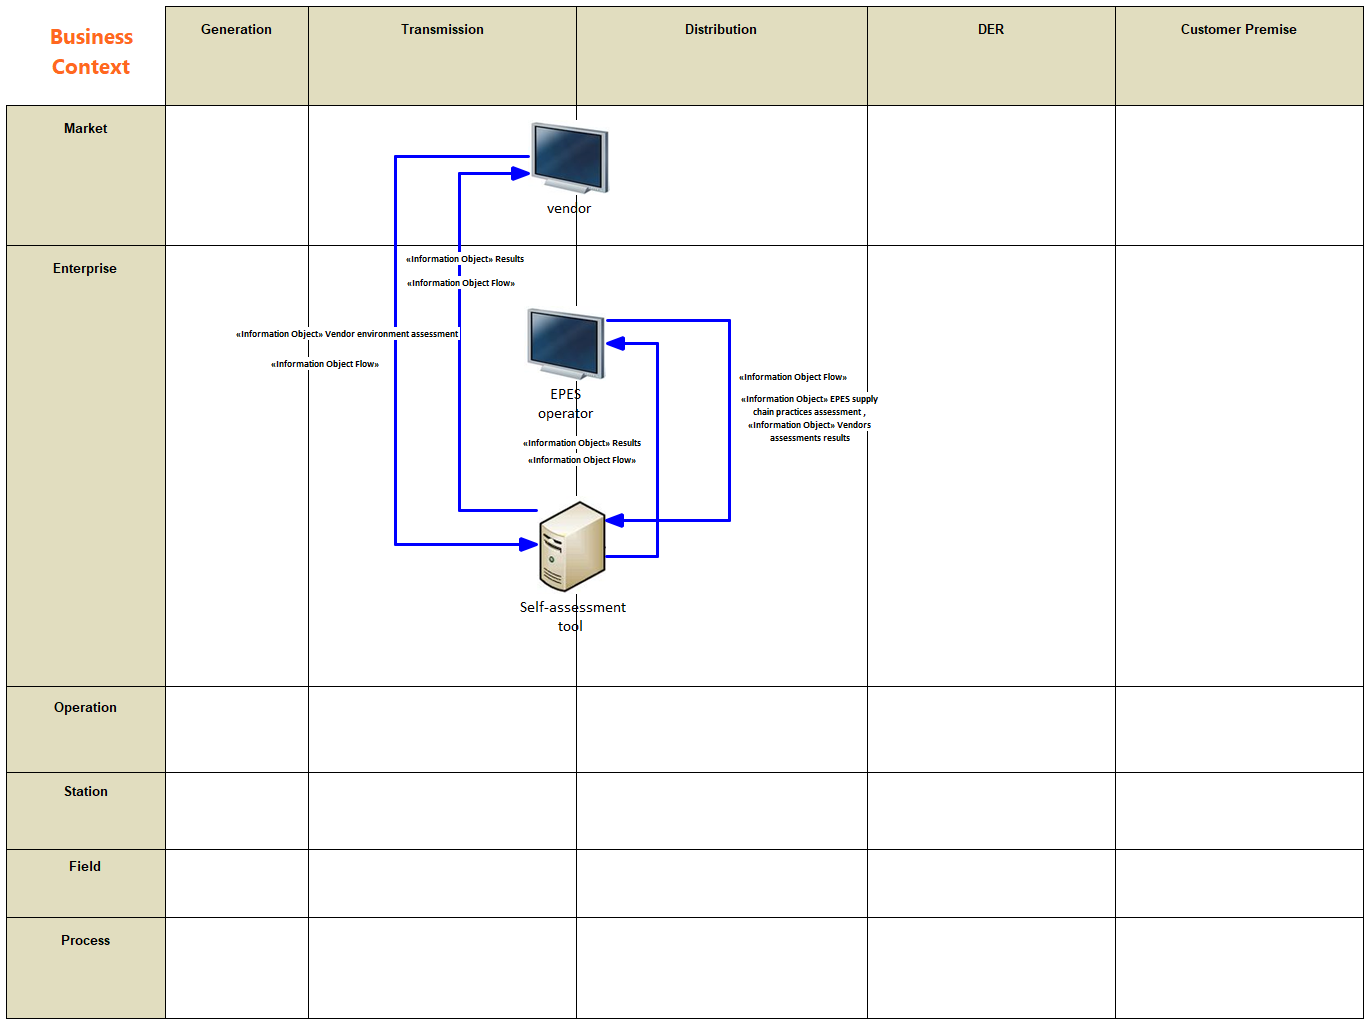 Business
Context
Generation
Transmission
Distribution
DER
Customer Premise
Market
vendor
Enterprise
«Information Object» Results
«Information Object Flow»
«Information Object» Vendor environment assessment
«Information Object Flow»
EPES
operator
«Information Object Flow»
«Information Object» EPES supply
chain practices assessment ,
«Information Object» Vendors
assessments results
«Information Object» Results
«Information Object Flow»
Self-assessment
tool
Operation
Station
Field
Process